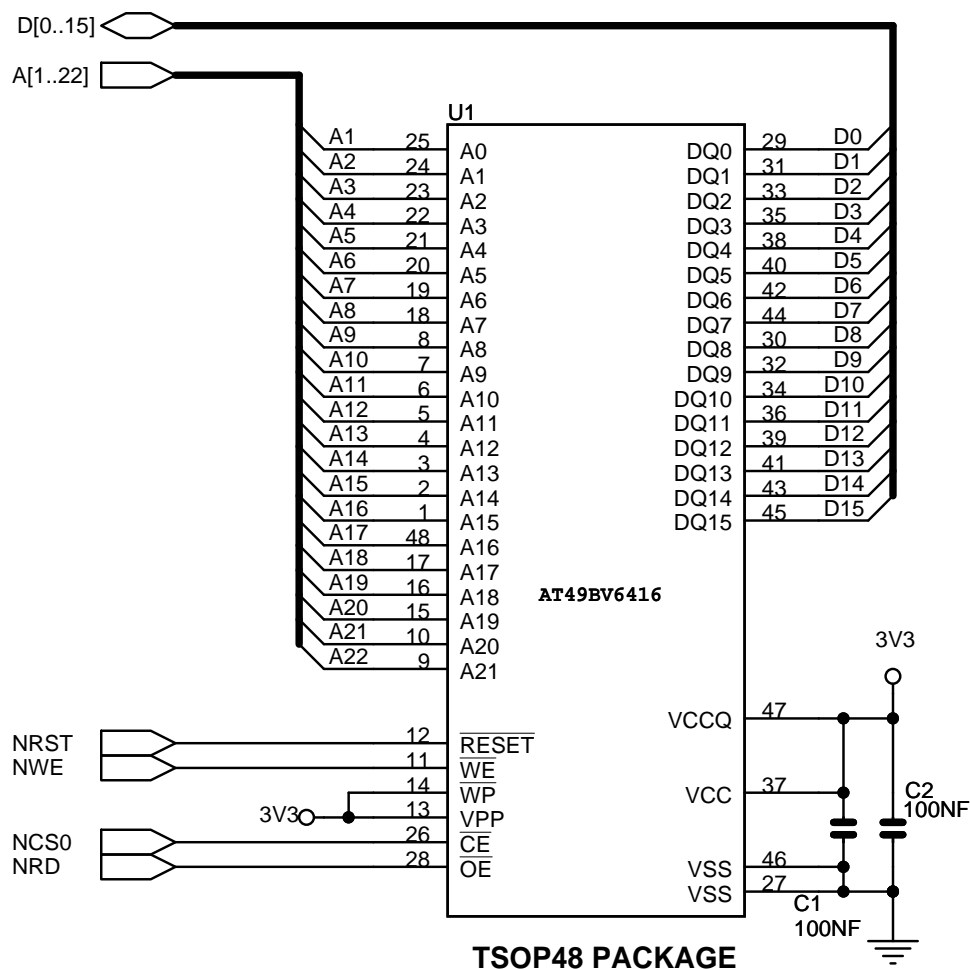 D[0..15]
A[1..22]
U1
A1 25 A0 DQ0 29 D0
A2 24 A1 DQ1 31 D1
A3 23 A2 DQ2 33 D2
A4 22 A3 DQ3 35 D3
A5 21 A4 DQ4 38 D4
A6 20 A5 DQ5 40 D5
A7 19 A6 DQ6 42 D6
A8 18 A7 DQ7 44 D7
A9 8 A8 DQ8 30 D8
A10 7 A9 DQ9 32 D9
A11 6 A10 DQ10 34 D10
A12 5 A11 DQ11 36 D11
A13 4 A12 DQ12 39 D12
A14 3 A13 DQ13 41 D13
A15 2 A14 DQ14 43 D14
A16 1 A15 DQ15 45 D15
A17 48 A16
A18 17 A17
A19 16 A18
A20 15 A19
A21 10 A20
A22 9 A21
AT49BV6416
3V3
VCCQ 47
NRST 12 RESET
NWE 11 WE
14 WP
3V3 13 VPP
NCS0 26 CE
NRD 28 OE
VCC 37
C2
100NF
VSS 46
VSS 27
C1
100NF
TSOP48 PACKAGE